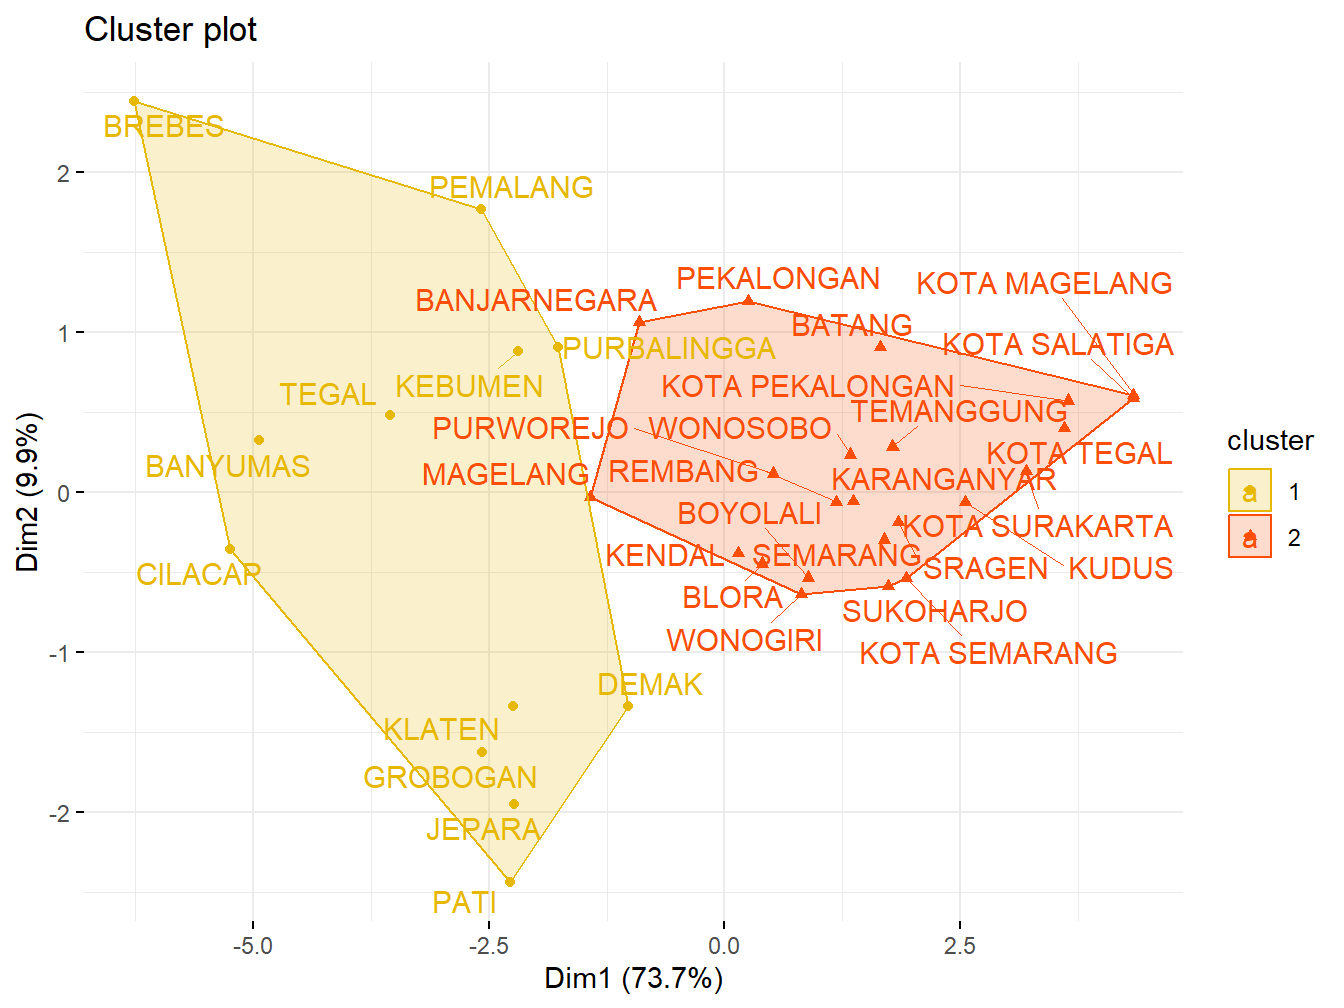 Cluster plot
BREBES
PEMALANG
PEKALONGAN
KOTA MAGELANG
BANJARNEGARA
BATANG
KOTA SALATIGA
PURBALINGGA
KEBUMEN
KOTA PEKALONGAN
TEGAL
TEMANGGUNG
PURWOREJO
WONOSOBO
KOTA TEGAL
BANYUMAS
MAGELANG
REMBANG
KARANGANYAR
BOYOLALI
KOTA SURAKARTA
KENDAL
SEMARANG
CILACAP
SRAGEN
KUDUS
BLORA
SUKOHARJO
WONOGIRI
KOTA SEMARANG
DEMAK
KLATEN
GROBOGAN
JEPARA
PATI
2
1
0
-1
-2
Dim2 (9.9%)
-5.0
-2.5
0.0
2.5
Dim1 (73.7%)
cluster
a 1
a 2